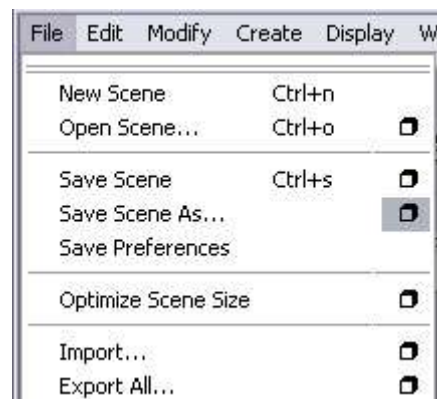 File Edit Modify Create Display W
New Scene Ctrl+n
Open Scene... Ctrl+o
Save Scene Ctrl+s
Save Scene As...
Save Preferences
Optimize Scene Size
Import...
Export All...